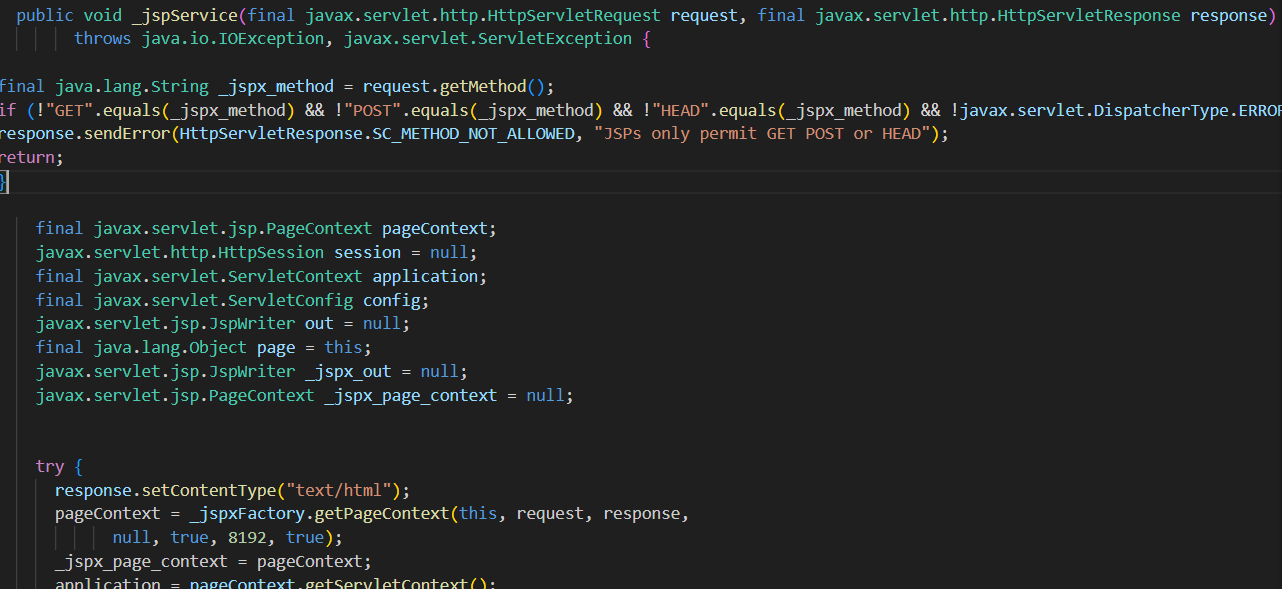 public void _jspService(final javax.servlet.http.HttpServletRequest request, final javax.servlet.http.HttpServletResponse response)
throws java.io.IOException, javax.servlet.ServletException {
final java.lang.String _jspx_method = request.getMethod();
if (!"GET".equals(_jspx_method) && !"POST".equals(_jspx_method) && !"HEAD".equals(_jspx_method) && !javax.servlet.DispatcherType.ERROR
response.sendError(HttpServletResponse.SC_METHOD_NOT_ALLOWED, "JSPs only permit GET POST or HEAD");
return;
}
final javax.servlet.jsp.PageContext pageContext;
javax.servlet.http.HttpSession session = null;
final javax.servlet.ServletContext application;
final javax.servlet.ServletConfig config;
javax.servlet.jsp.JspWriter out = null;
final java.lang.Object page = this;
javax.servlet.jsp.JspWriter _jspx_out = null;
javax.servlet.jsp.PageContext _jspx_page_context = null;
try {
response.setContentType("text/html");
pageContext = _jspxFactory.getPageContext(this, request, response,
null, true, 8192, true);
_jspx_page_context = pageContext;
application = pageContext.getServletContext();